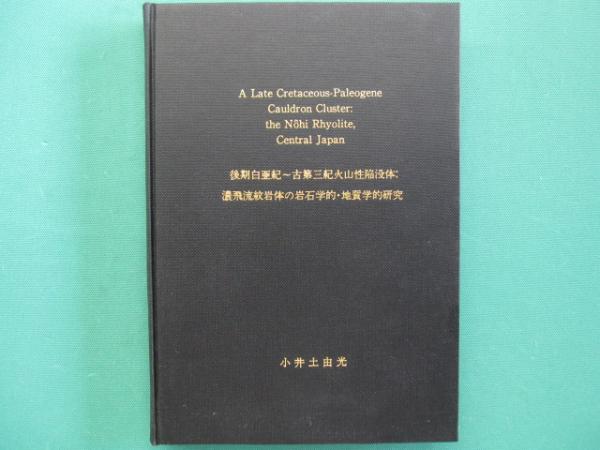 A Late Cretaceous-Paleogene
Cauldron Cluster:
the Nōhi Rhyolite,
Central Japan
後期白亜紀～古第三紀火山性陥没体:
濃飛流紋岩体の岩石学的・地質学的研究
小井土由光